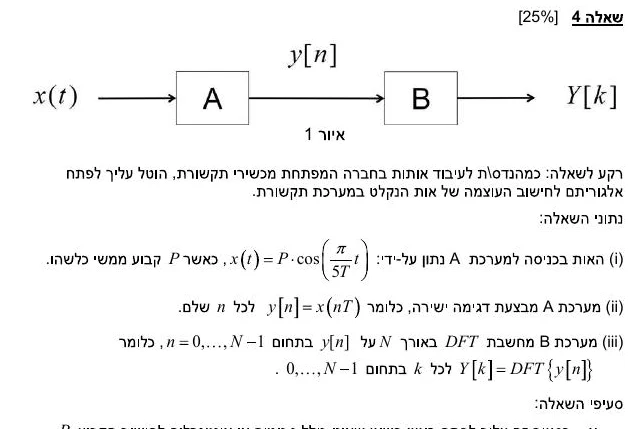 שאלה 4 [25%]
y[n]
x(t) A B Y[k]
איור 1
רקע לשאלה: כמהנדס\ת לעיבוד אותות בחברה המפתחת מכשירי תקשורת, הוטל עליך לפתח
אלגוריתם לחישוב העוצמה של אות הנקלט במערכת תקשורת.
נתוני השאלה:
(i) האות בכניסה למערכת A נתון על-ידי: x(t) = P·cos(π/5T t), כאשר P קבוע ממשי כלשהו.
(ii) מערכת A מבצעת דגימה ישירה, כלומר y[n] = x(nT) לכל n שלם.
(iii) מערכת B מחשבת DFT באורך N על y[n] בתחום n = 0,…, N−1, כלומר
Y[k] = DFT{y[n]} לכל k בתחום 0,…, N−1.
סעיפי השאלה: